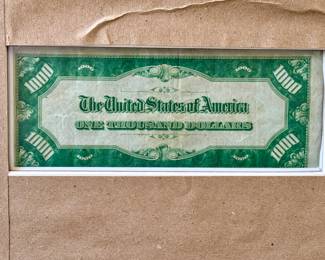 1000 1000
The United States of America
ONE THOUSAND DOLLARS
1000 1000